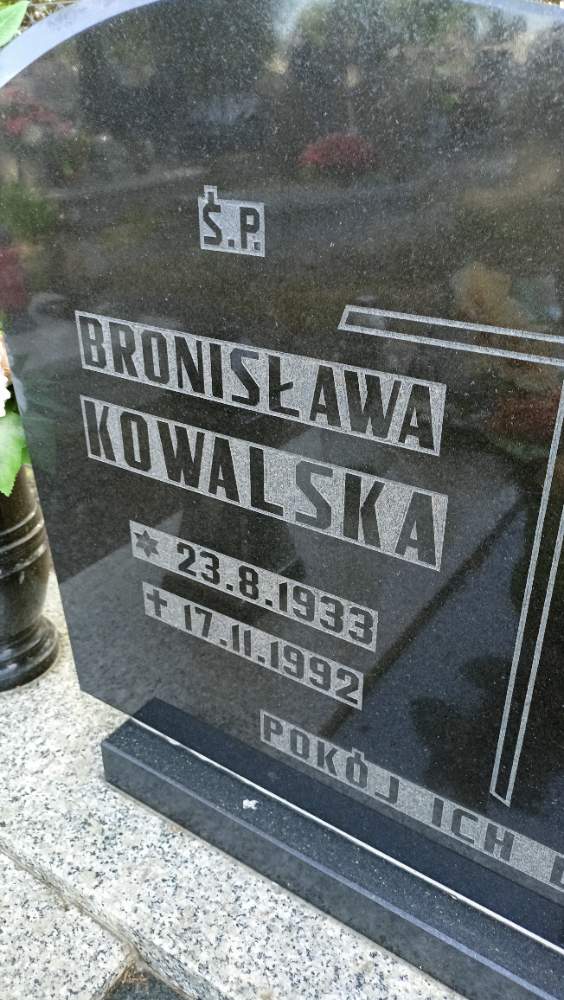 Ś.P.
BRONISŁAWA
KOWALSKA
✶ 23.8.1933
✝ 17.11.1992
POKÓJ ICH